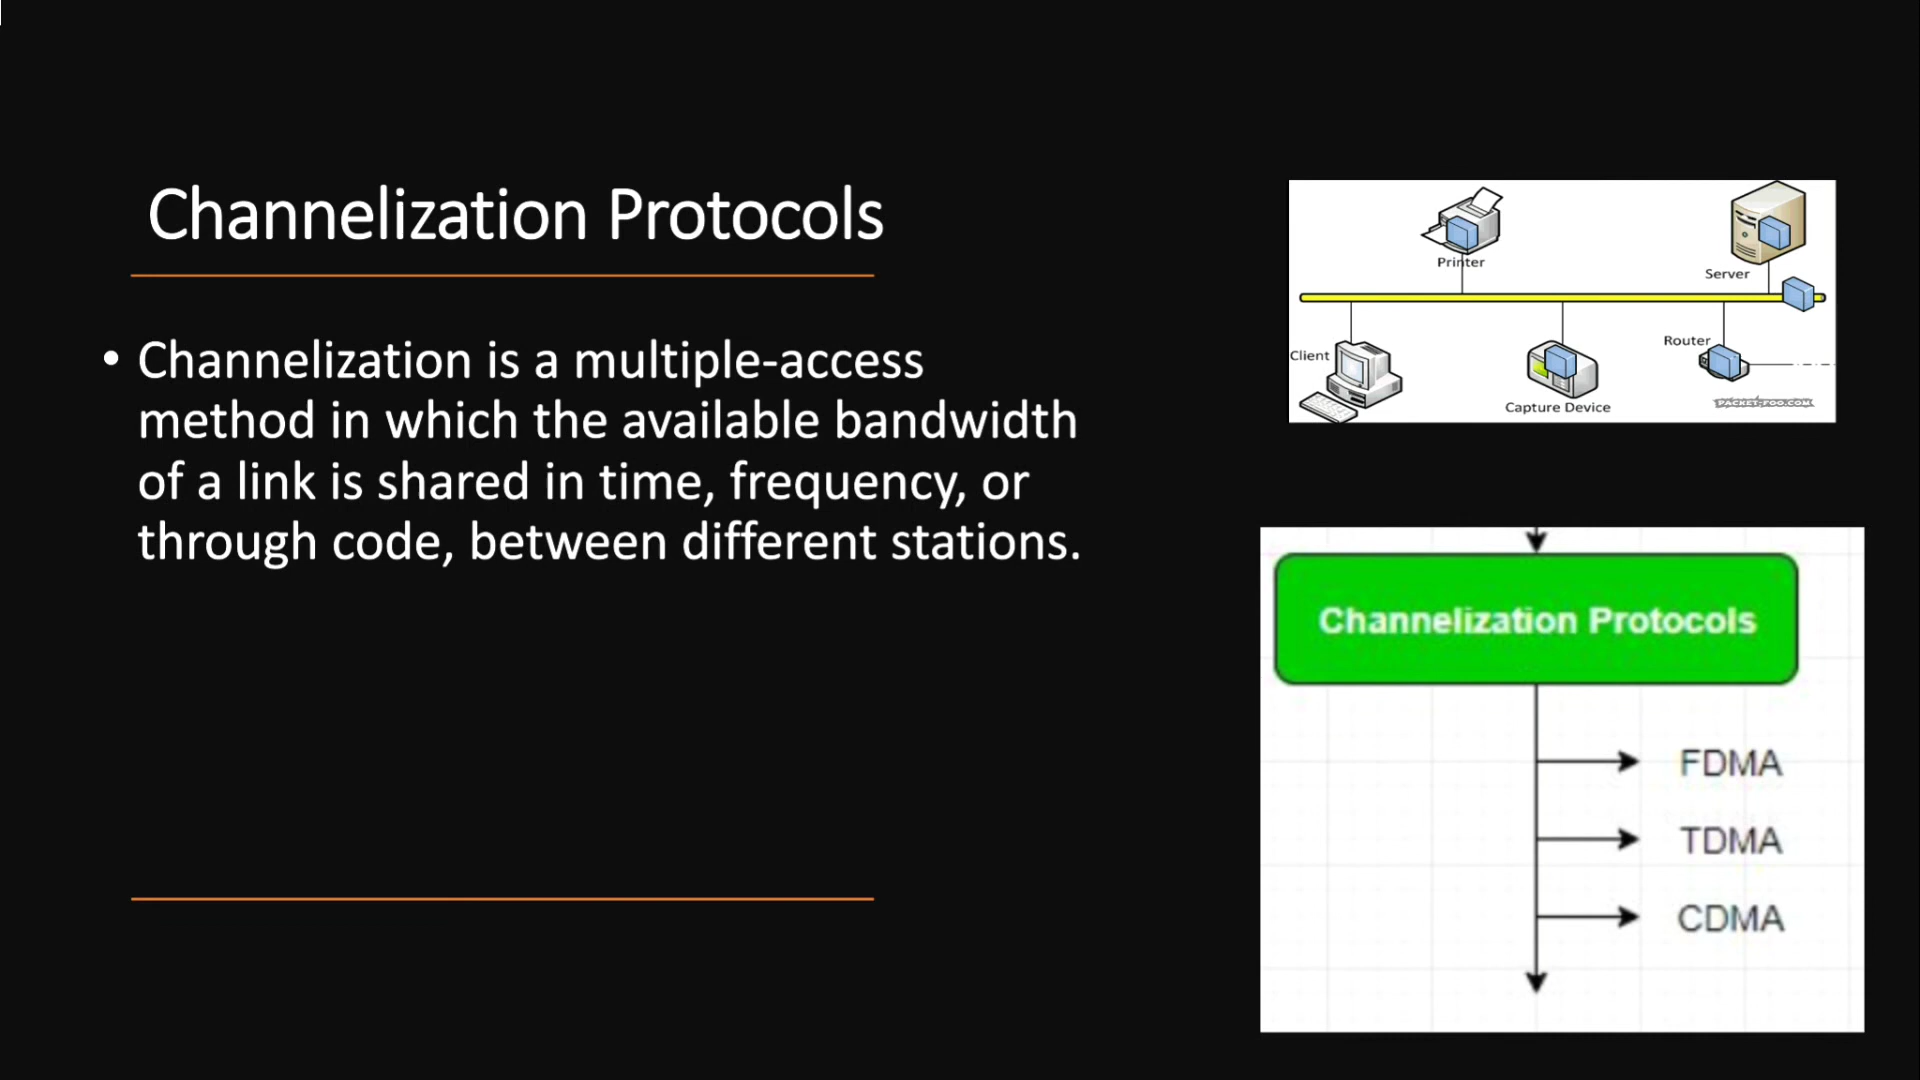 Channelization Protocols
• Channelization is a multiple-access
method in which the available bandwidth
of a link is shared in time, frequency, or
through code, between different stations.
Printer
Server
Client
Router
Capture Device
PACKET-FOO.COM
Channelization Protocols
FDMA
TDMA
CDMA